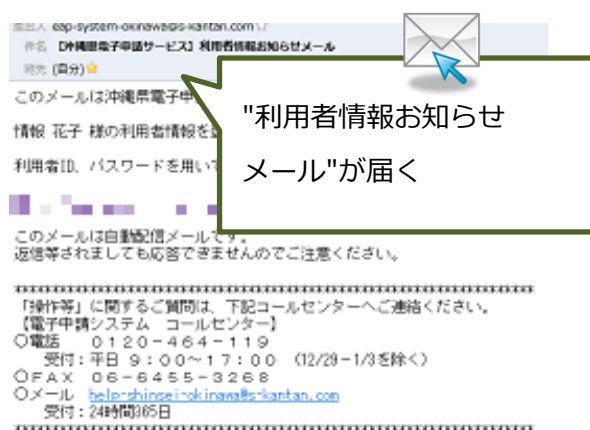 差出人 eap-system-okinawa@s-kantan.com
件名 【沖縄県電子申請サービス】利用者情報お知らせメール
宛先 (自分)
このメールは沖縄県電子申
"利用者情報お知らせ
メール"が届く
情報 花子 様の利用者情報を
利用者ID、パスワードを用いて
このメールは自動配信メールです。
返信等されましても応答できませんのでご注意ください。
******************************************************************
「操作等」に関するご質問は、下記コールセンターへご連絡ください。
【電子申請システム　コールセンター】
○電話　　０１２０－４６４－１１９
受付：平日 ９：００～１７：００ （12/29－1/3を除く）
○ＦＡＸ　０６－６４５５－３２６８
○メール　help-shinsei-okinawa@s-kantan.com
受付：24時間365日
******************************************************************